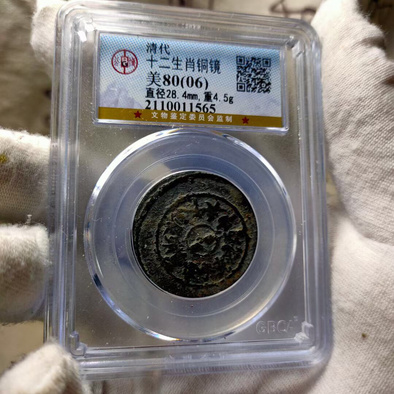 清代
十二生肖铜镜
美80(06)
直径28.4mm,重4.5g
2110011565
★ 文物鉴定委员会监制 ★
GBCA